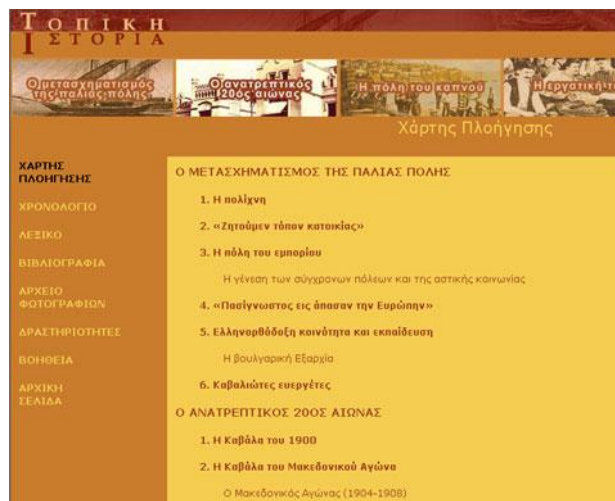 ΤΟΠΙΚΗ
ΙΣΤΟΡΙΑ
Ο μετασχηματισμός
της παλιάς πόλης
Ο ανατρεπτικός
20ός αιώνας
Η πόλη του καπνού
Η εργατική
Χάρτης Πλοήγησης
ΧΑΡΤΗΣ
ΠΛΟΗΓΗΣΗΣ
ΧΡΟΝΟΛΟΓΙΟ
ΛΕΞΙΚΟ
ΒΙΒΛΙΟΓΡΑΦΙΑ
ΑΡΧΕΙΟ
ΦΩΤΟΓΡΑΦΙΩΝ
ΔΡΑΣΤΗΡΙΟΤΗΤΕΣ
ΒΟΗΘΕΙΑ
ΑΡΧΙΚΗ
ΣΕΛΙΔΑ
Ο ΜΕΤΑΣΧΗΜΑΤΙΣΜΟΣ ΤΗΣ ΠΑΛΙΑΣ ΠΟΛΗΣ
1. Η πολίχνη
2. «Ζητούμεν τόπον κατοικίας»
3. Η πόλη του εμπορίου
Η γένεση των σύγχρονων πόλεων και της αστικής κοινωνίας
4. «Πασίγνωστος εις άπασαν την Ευρώπην»
5. Ελληνορθόδοξη κοινότητα και εκπαίδευση
Η βουλγαρική Εξαρχία
6. Καβαλιώτες ευεργέτες
Ο ΑΝΑΤΡΕΠΤΙΚΟΣ 20ΟΣ ΑΙΩΝΑΣ
1. Η Καβάλα του 1900
2. Η Καβάλα του Μακεδονικού Αγώνα
Ο Μακεδονικός Αγώνας (1904-1908)